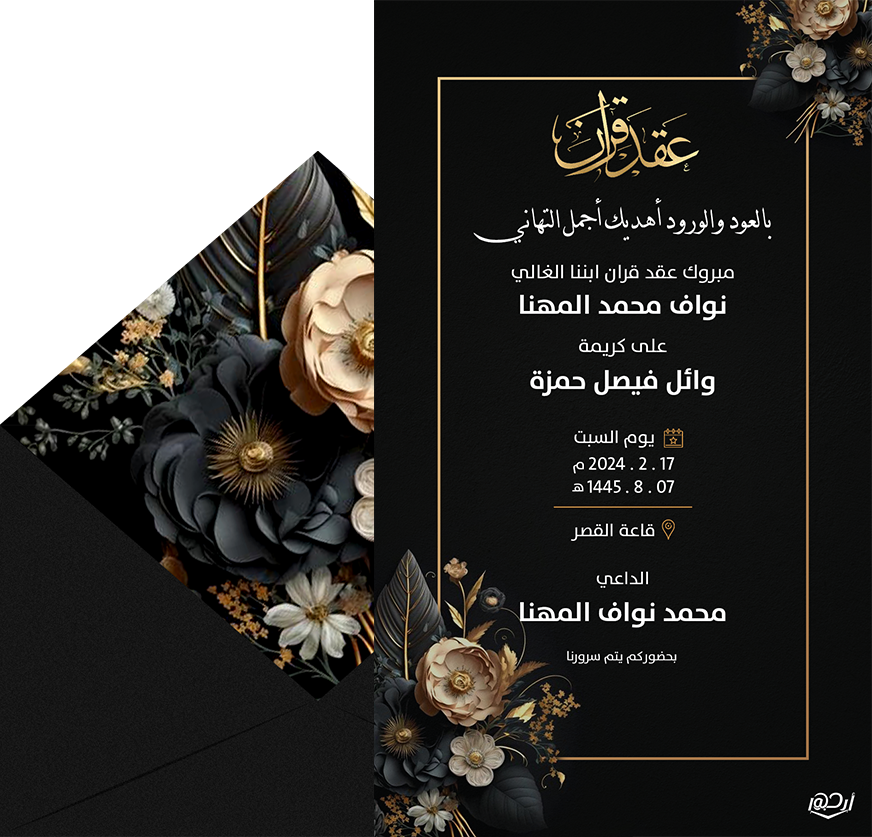 عقد قران
بالعود والورود أهديك أجمل التهاني
مبروك عقد قران ابننا الغالي
نواف محمد المهنا
على كريمة
وائل فيصل حمزة
يوم السبت
17 . 2 . 2024 م
07 . 8 . 1445 هـ
قاعة القصر
الداعي
محمد نواف المهنا
بحضوركم يتم سرورنا